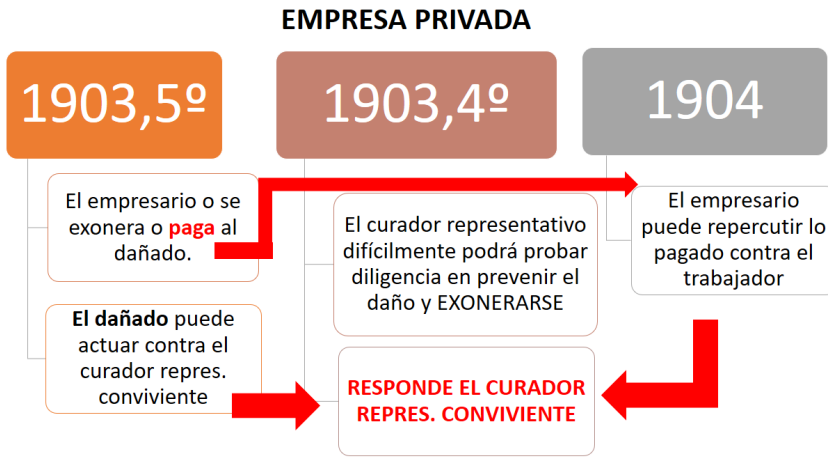 EMPRESA PRIVADA
1903,5º
El empresario o se
exonera o paga al
dañado.
El dañado puede
actuar contra el
curador repres.
conviviente
1903,4º
El curador representativo
difícilmente podrá probar
diligencia en prevenir el
daño y EXONERARSE
RESPONDE EL CURADOR
REPRES. CONVIVIENTE
1904
El empresario
puede repercutir lo
pagado contra el
trabajador